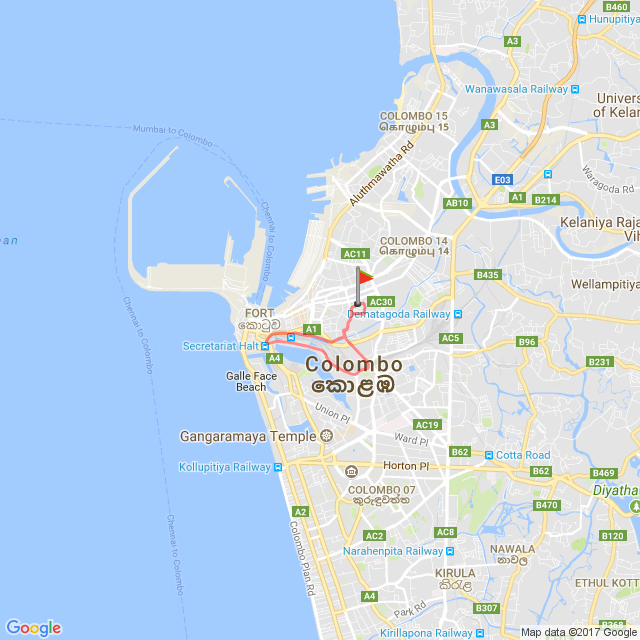 B460
Hunupitiya
A3
Wanawasala Railway
Univers
of Kelan
COLOMBO 15
கொழும்பு 15
A3
Mumbai to Colombo
Aluthmawatha Rd
E03
B214
Waragoda Rd
A1
AB10
Kelaniya Raja
Vih
Chennai to Colombo
COLOMBO 14
கொழும்பு 14
AC11
B435
Wellampitiya
AC30
Dematagoda Railway
FORT
කොටුව
A1
AC5
B96
Secretariat Halt
A4
B231
Colombo
කොළඹ
Galle Face
Beach
Chennai to Colombo
Union Pl
AC19
Gangaramaya Temple
Ward Pl
B62
Cotta Road
Kollupitiya Railway
Horton Pl
B62
B469
COLOMBO 07
කුරුඳුවත්ත
Diyatha
A2
B470
Colombo Plan Rd
AC2
AC8
B120
Chennai to Colombo
Narahenpita Railway
NAWALA
නාවල
KIRULA
කිරුළ
ETHUL KOT
A4
Park Rd
B307
B368
Kirillapona Railway
Google
Map data ©2017 Google